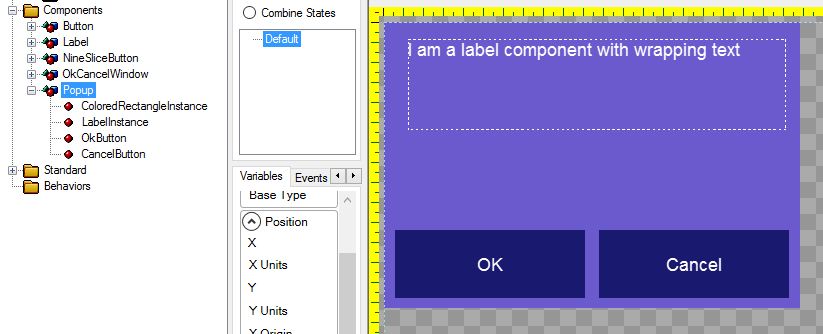 Components
Button
Label
NineSliceButton
OkCancelWindow
Popup
ColoredRectangleInstance
LabelInstance
OkButton
CancelButton
Standard
Behaviors
Combine States
Default
Variables Events
Base Type
Position
X
X Units
Y
Y Units
X Origin
I am a label component with wrapping text
OK Cancel